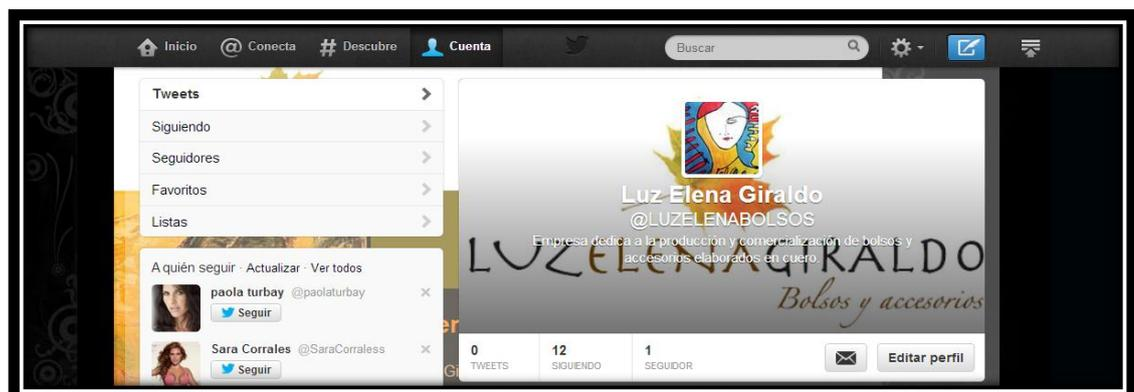 Inicio
Conecta
Descubre
Cuenta
Buscar
Tweets
Siguiendo
Seguidores
Favoritos
Listas
A quién seguir · Actualizar · Ver todos
paola turbay @paolaturbay
Seguir
Sara Corrales @SaraCorraless
Seguir
Luz Elena Giraldo
@LUZELENABOLSOS
Empresa dedica a la producción y comercialización de bolsos y
accesorios elaborados en cuero.
LUZELENAGIRALDO
Bolsos y accesorios
0
TWEETS
12
SIGUIENDO
1
SEGUIDOR
Editar perfil